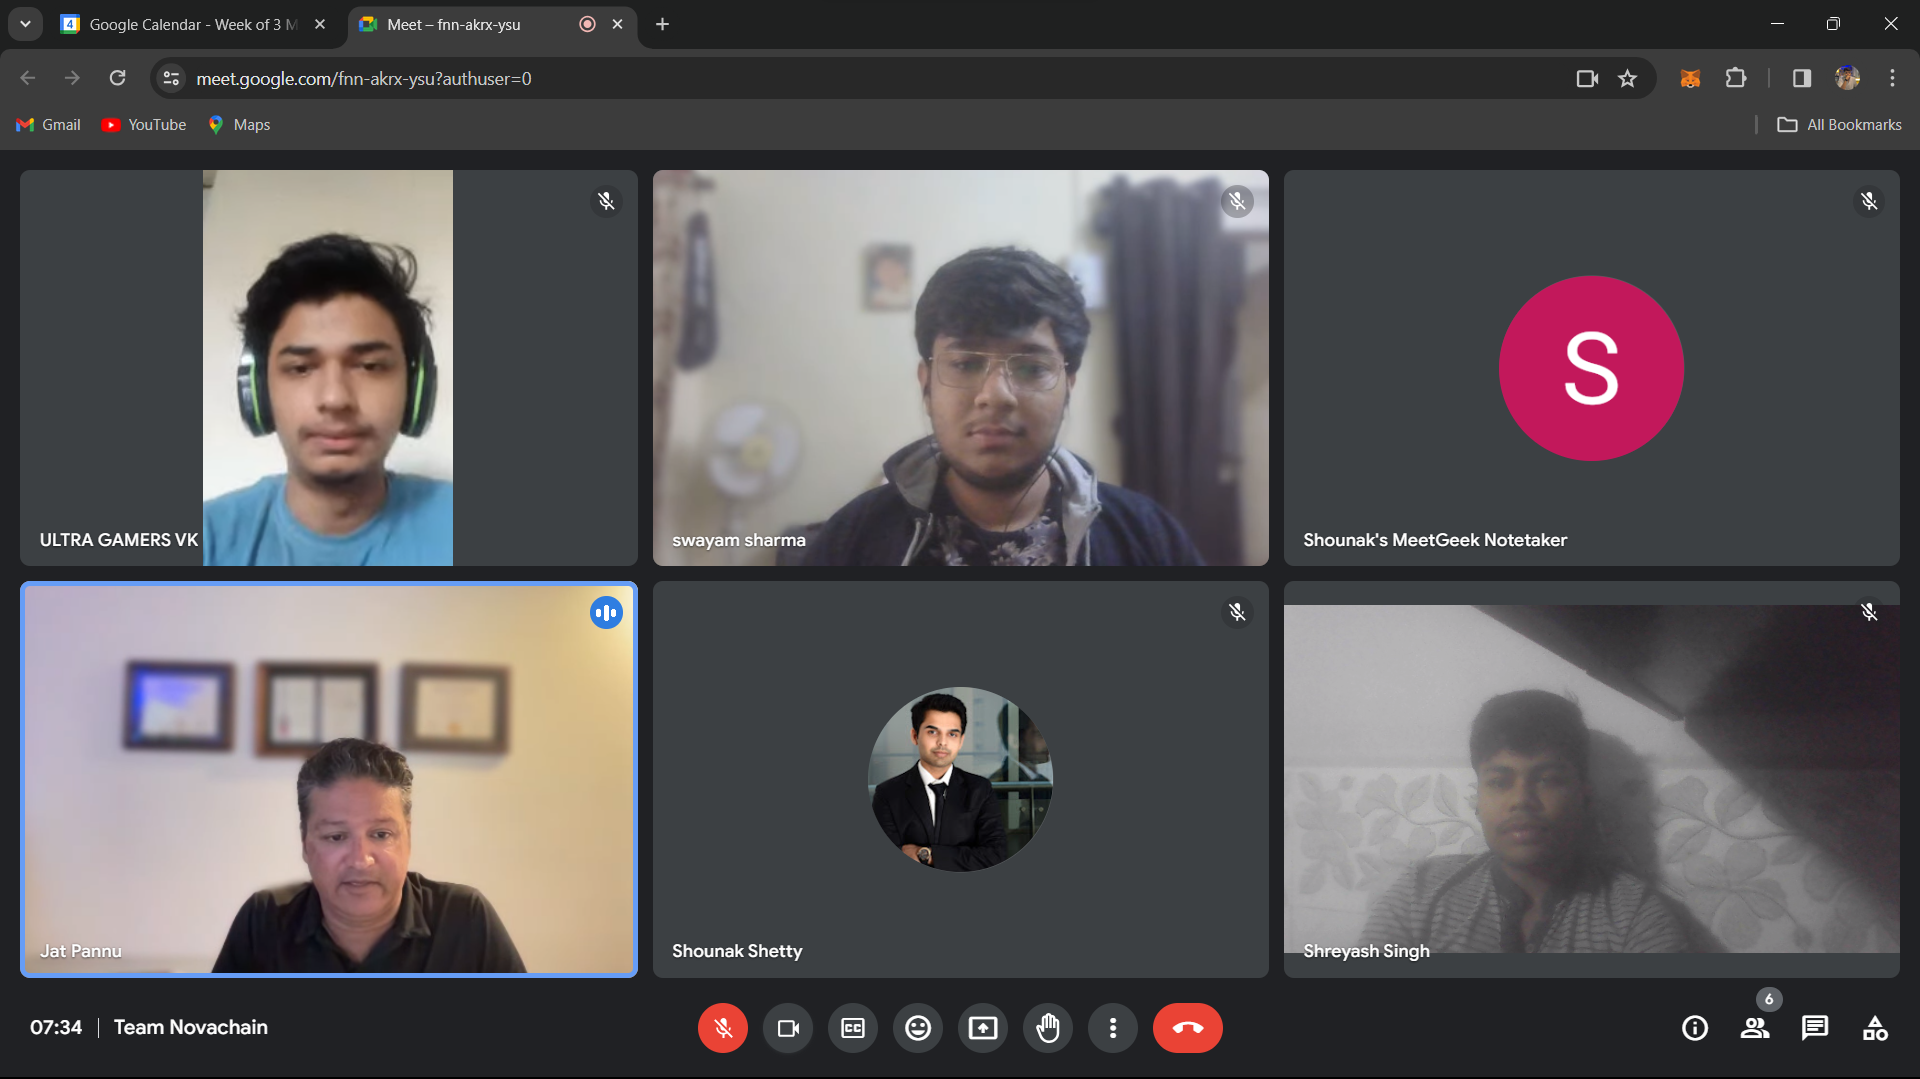 4 Google Calendar - Week of 3 M
Meet – fnn-akrx-ysu
meet.google.com/fnn-akrx-ysu?authuser=0
Gmail
YouTube
Maps
All Bookmarks
ULTRA GAMERS VK
swayam sharma
S
Shounak's MeetGeek Notetaker
Jat Pannu
Shounak Shetty
Shreyash Singh
07:34 | Team Novachain
CC
6